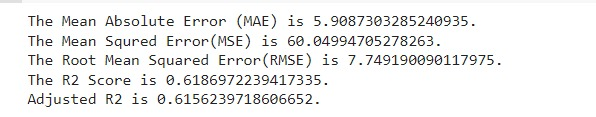 The Mean Absolute Error (MAE) is 5.9087303285240935.
The Mean Squred Error(MSE) is 60.04994705278263.
The Root Mean Squared Error(RMSE) is 7.749190090117975.
The R2 Score is 0.6186972239417335.
Adjusted R2 is 0.6156239718606652.